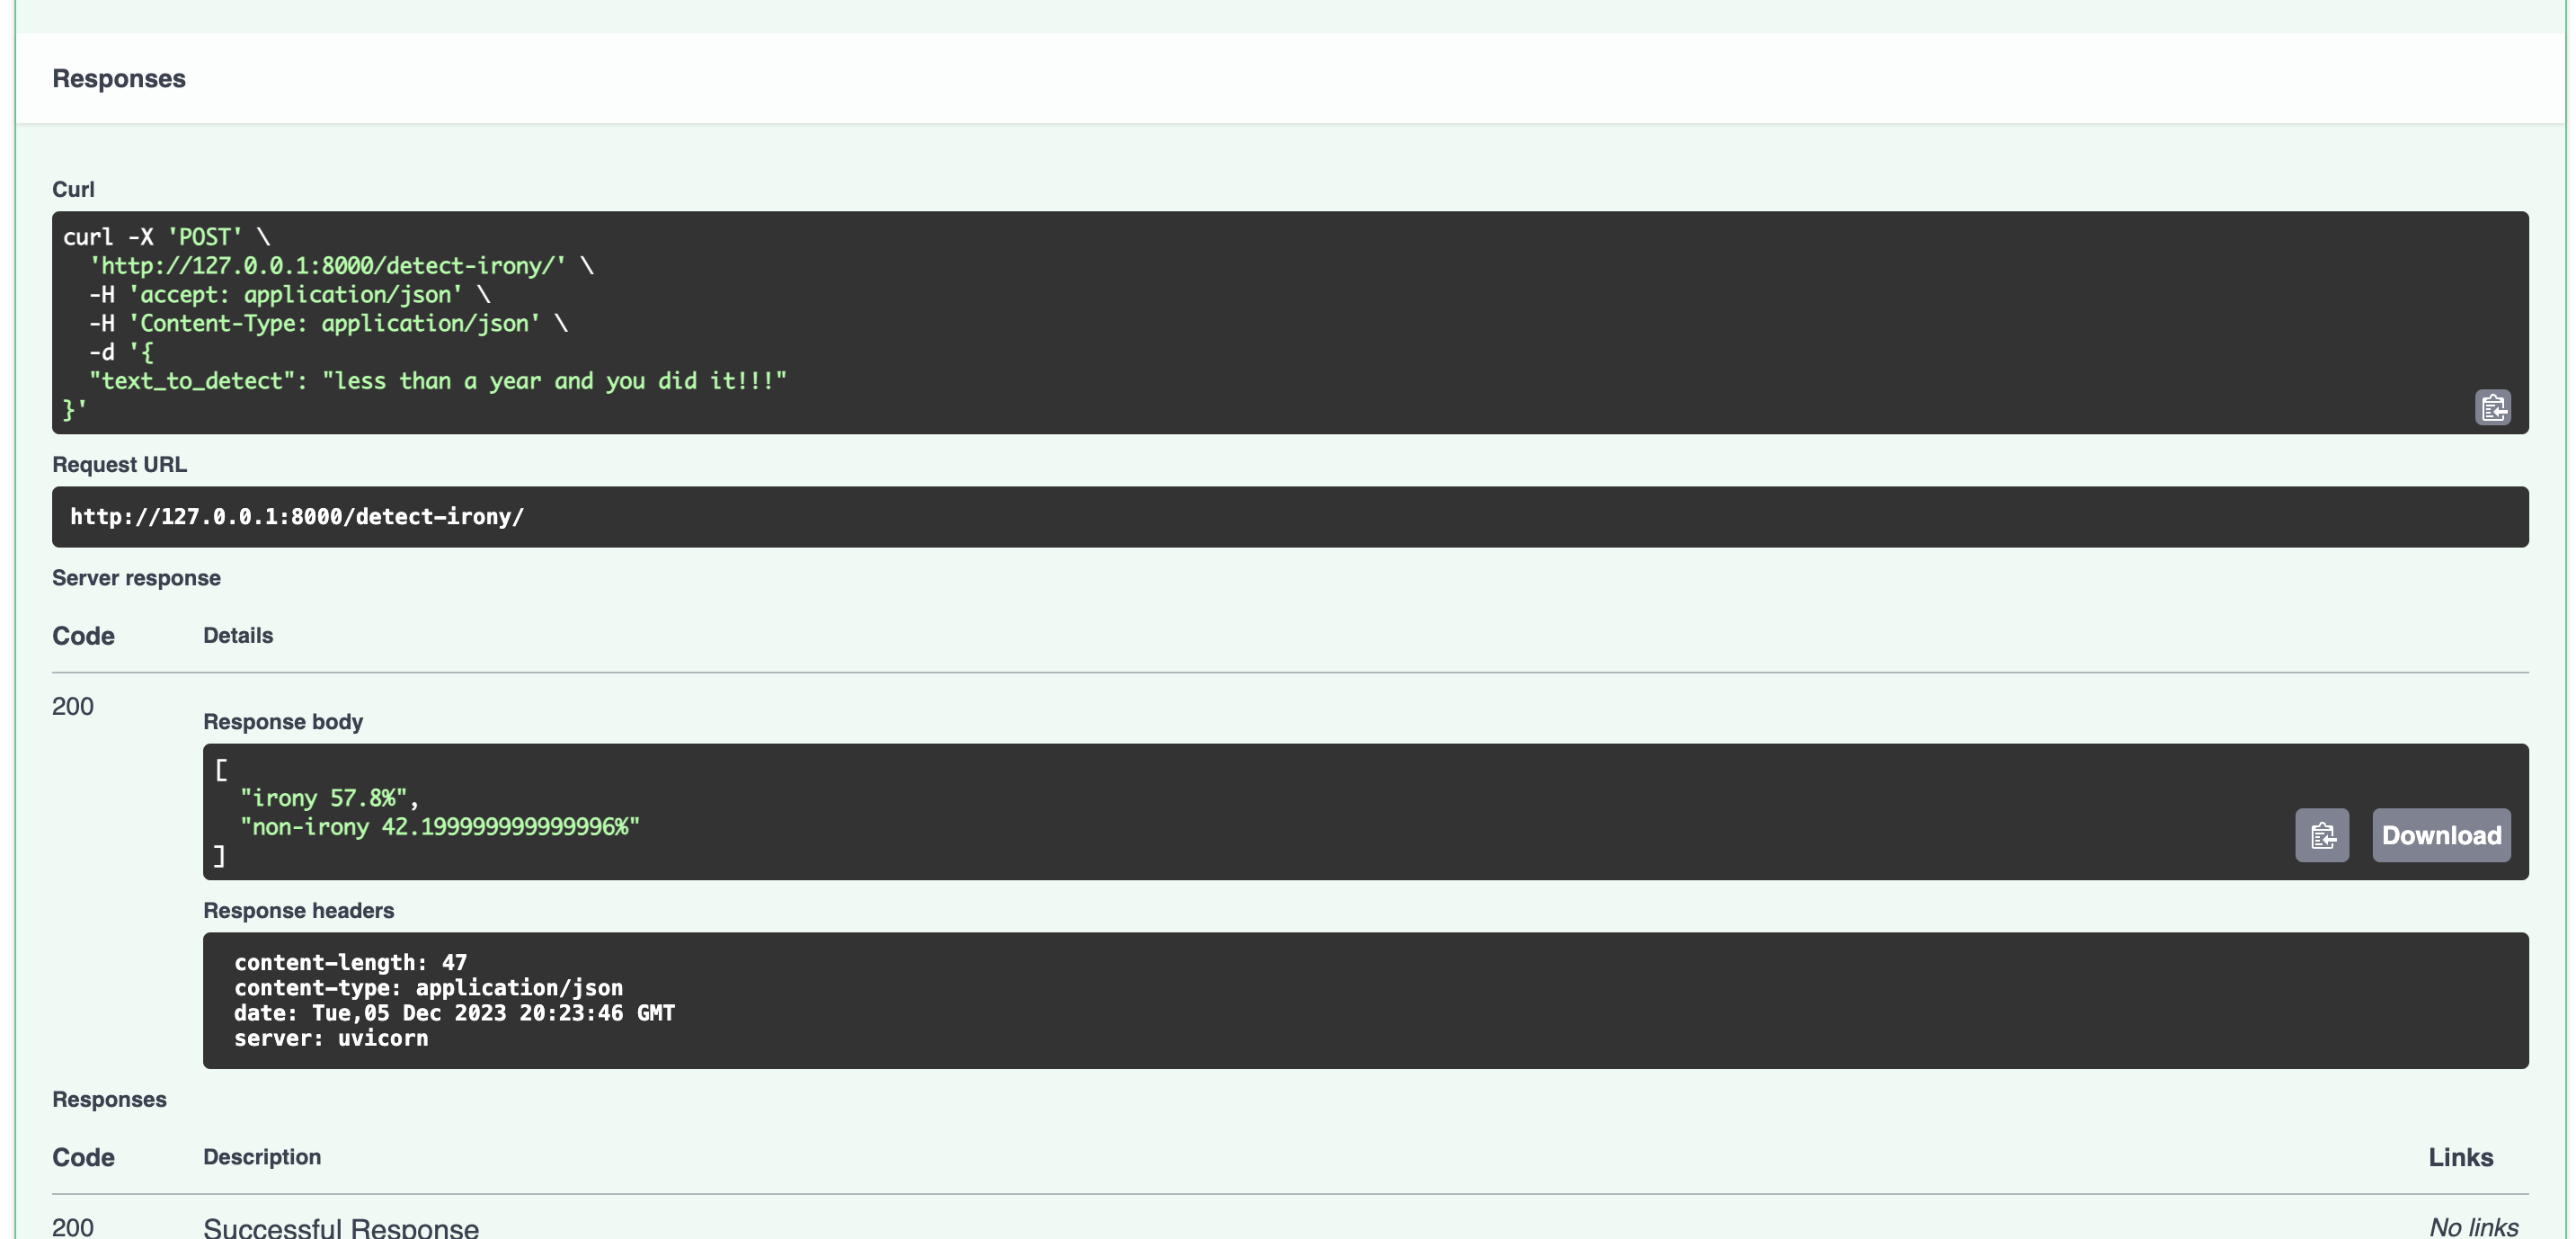 Responses
Curl
curl -X 'POST' \
  'http://127.0.0.1:8000/detect-irony/' \
  -H 'accept: application/json' \
  -H 'Content-Type: application/json' \
  -d '{
  "text_to_detect": "less than a year and you did it!!!"
}'
Request URL
http://127.0.0.1:8000/detect-irony/
Server response
Code Details
200
Response body
[
  "irony 57.8%",
  "non-irony 42.199999999999996%"
]
Download
Response headers
content-length: 47
content-type: application/json
date: Tue,05 Dec 2023 20:23:46 GMT
server: uvicorn
Responses
Code Description Links
200 Successful Response No links